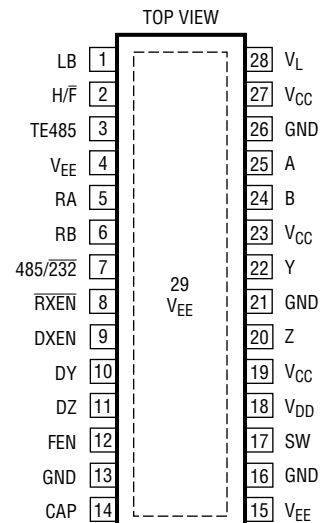 TOP VIEW
LB 1
H/F̅ 2
TE485 3
VEE 4
RA 5
RB 6
485/2̅3̅2̅ 7
R̅X̅E̅N̅ 8
DXEN 9
DY 10
DZ 11
FEN 12
GND 13
CAP 14
29
VEE
28 VL
27 VCC
26 GND
25 A
24 B
23 VCC
22 Y
21 GND
20 Z
19 VCC
18 VDD
17 SW
16 GND
15 VEE